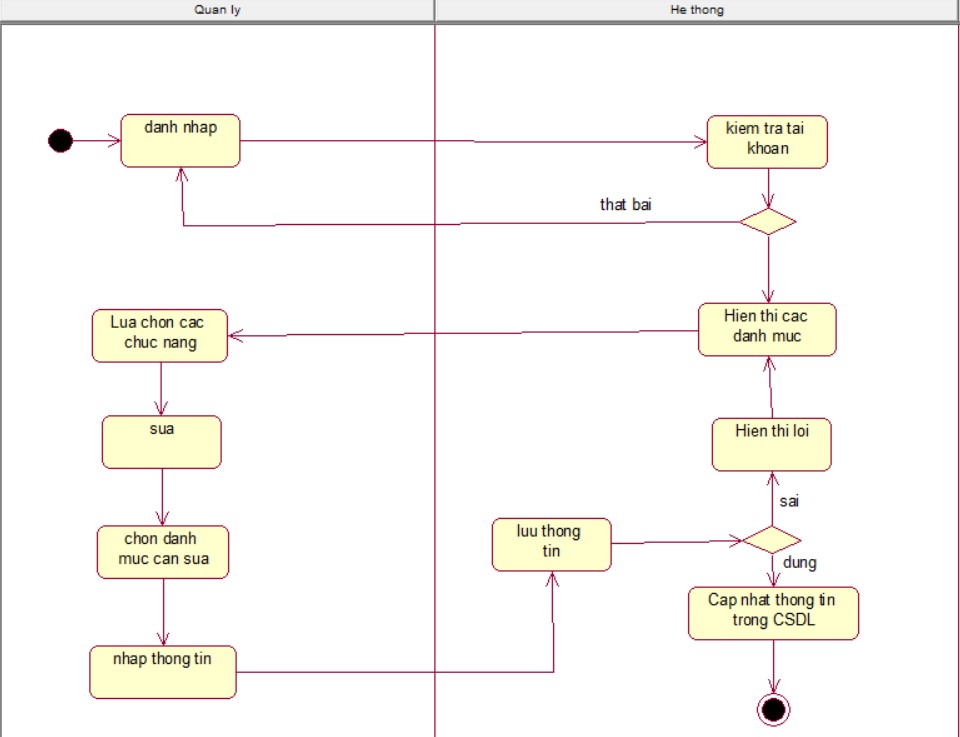 Quan ly
He thong
danh nhap
kiem tra tai
khoan
that bai
Lua chon cac
chuc nang
Hien thi cac
danh muc
sua
Hien thi loi
sai
chon danh
muc can sua
luu thong
tin
dung
Cap nhat thong tin
trong CSDL
nhap thong tin